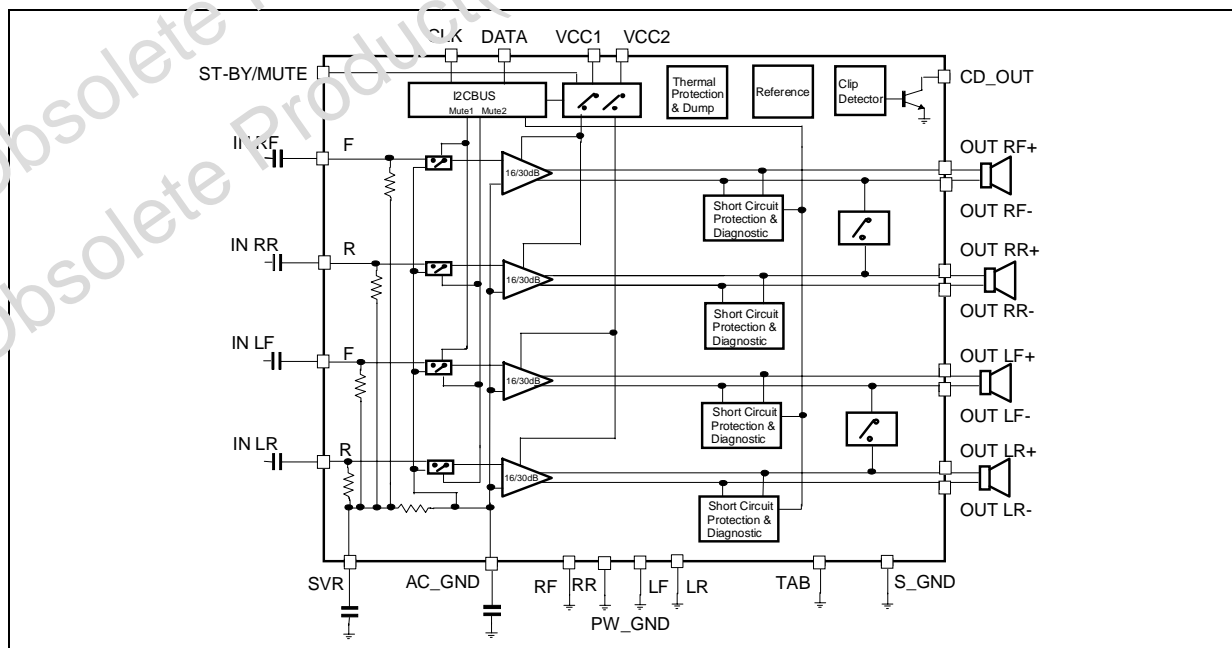 Obsolete Product(
CLK DATA VCC1 VCC2
ST-BY/MUTE
I2CBUS
Mute1 Mute2
Thermal
Protection
& Dump
Reference
Clip
Detector
CD_OUT
IN RF
F
16/30dB
Short Circuit
Protection &
Diagnostic
OUT RF+
OUT RF-
IN RR
R
16/30dB
Short Circuit
Protection &
Diagnostic
OUT RR+
OUT RR-
IN LF
F
16/30dB
Short Circuit
Protection &
Diagnostic
OUT LF+
OUT LF-
IN LR
R
16/30dB
Short Circuit
Protection &
Diagnostic
OUT LR+
OUT LR-
SVR AC_GND RF RR LF LR TAB S_GND
PW_GND
Obsolete Product(